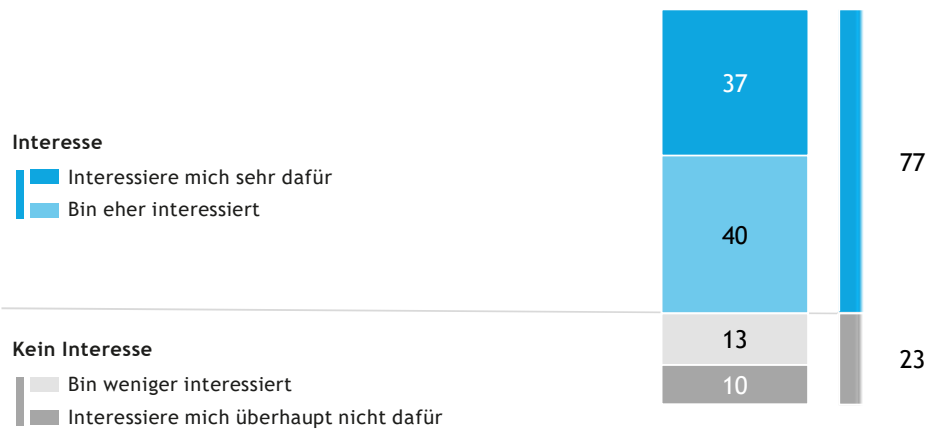 37
Interesse
77
Interessiere mich sehr dafür
Bin eher interessiert
40
13
Kein Interesse
23
Bin weniger interessiert
10
Interessiere mich überhaupt nicht dafür